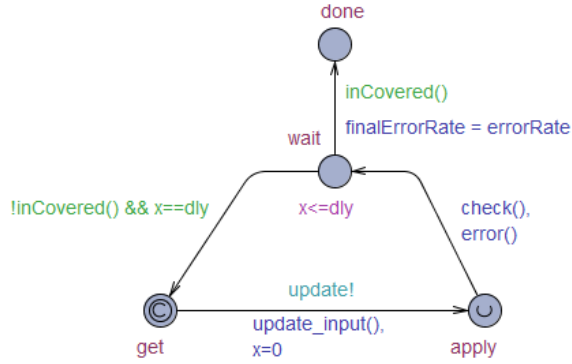 done
inCovered()
finalErrorRate = errorRate
wait
!inCovered() && x==dly
x<=dly
check(),
error()
update!
update_input(),
x=0
get
apply